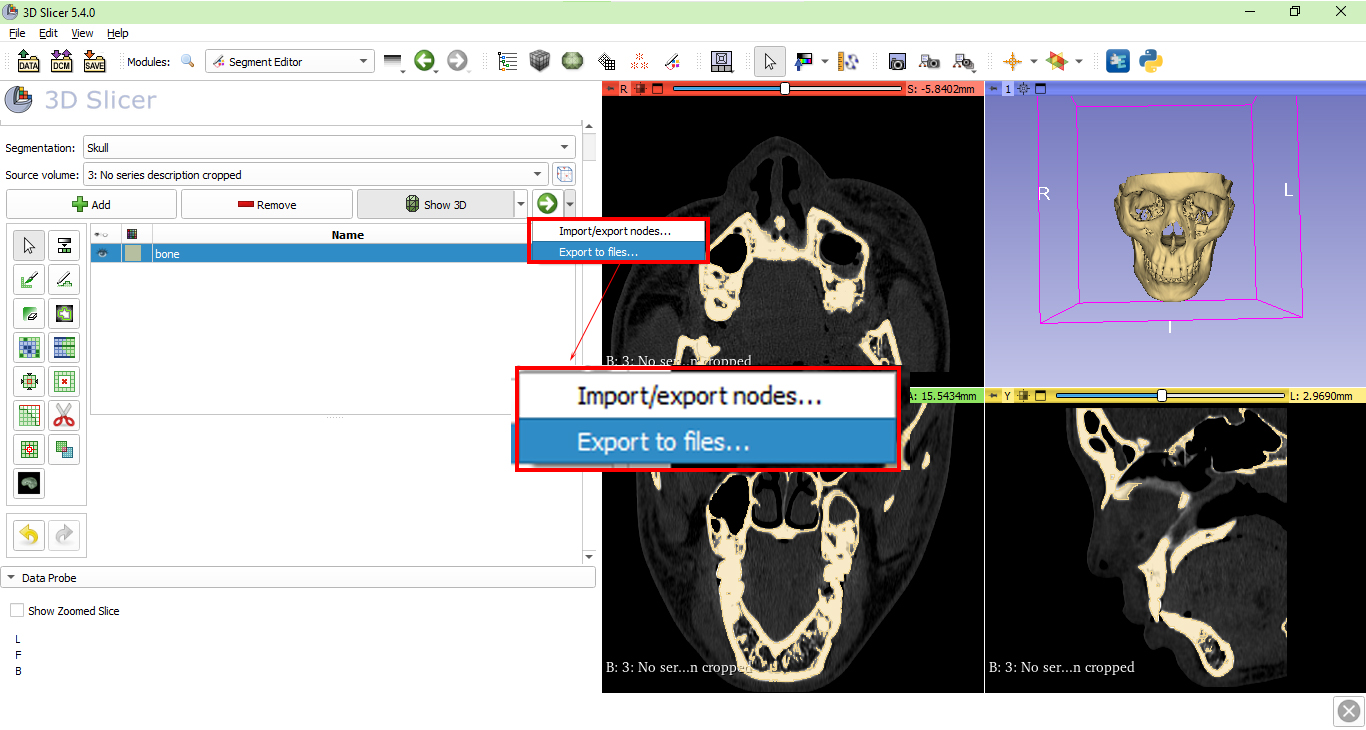 3D Slicer 5.4.0
File Edit View Help
DATA DCM SAVE Modules: Segment Editor
3D Slicer
R S: -5.8402mm
1
Segmentation: Skull
Source volume: 3: No series description cropped
Add Remove Show 3D
Name
bone
Import/export nodes...
Export to files...
R L
I
B: 3: No ser...n cropped
Import/export nodes...
Export to files...
A: 15.5434mm
Y L: 2.9690mm
Data Probe
Show Zoomed Slice
L
F
B
B: 3: No ser...n cropped
B: 3: No ser...n cropped